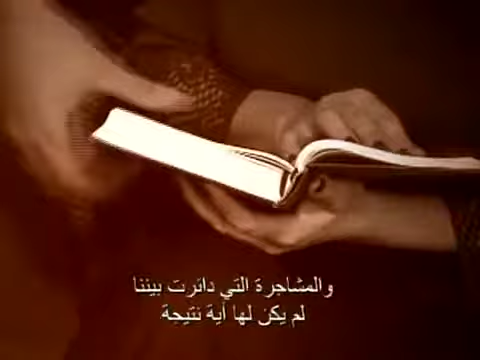 والمشاجرة التي دائرت بيننا
لم يكن لها أية نتيجة